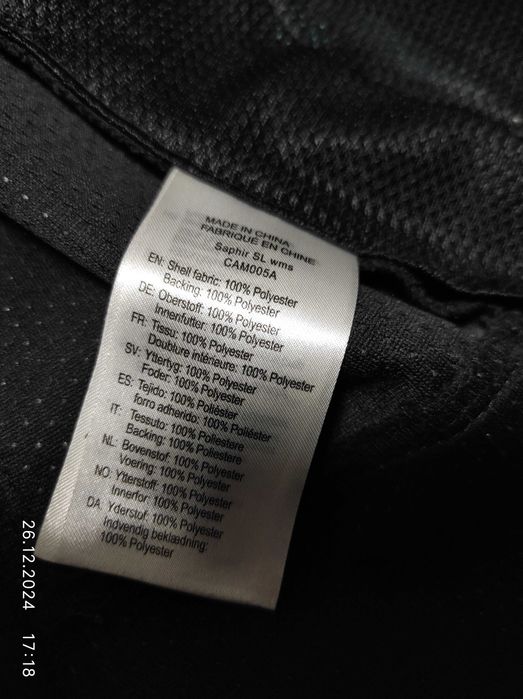 MADE IN CHINA
FABRIQUÉ EN CHINE
Saphir SL wms
CAM005A
EN: Shell fabric: 100% Polyester
Backing: 100% Polyester
DE: Oberstoff: 100% Polyester
Innenfutter: 100% Polyester
FR: Tissu: 100% Polyester
Doublure intérieure: 100% Polyester
SV: Yttertyg: 100% Polyester
Foder: 100% Polyester
ES: Tejido: 100% Poliéster
forro adherido: 100% Poliéster
IT: Tessuto: 100% Poliestere
Backing: 100% Poliestere
NL: Bovenstof: 100% Polyester
Voering: 100% Polyester
NO: Ytterstoff: 100% Polyester
Innerfor: 100% Polyester
DA: Yderstof: 100% Polyester
Indvendig beklædning:
100% Polyester
26.12.2024 17:18